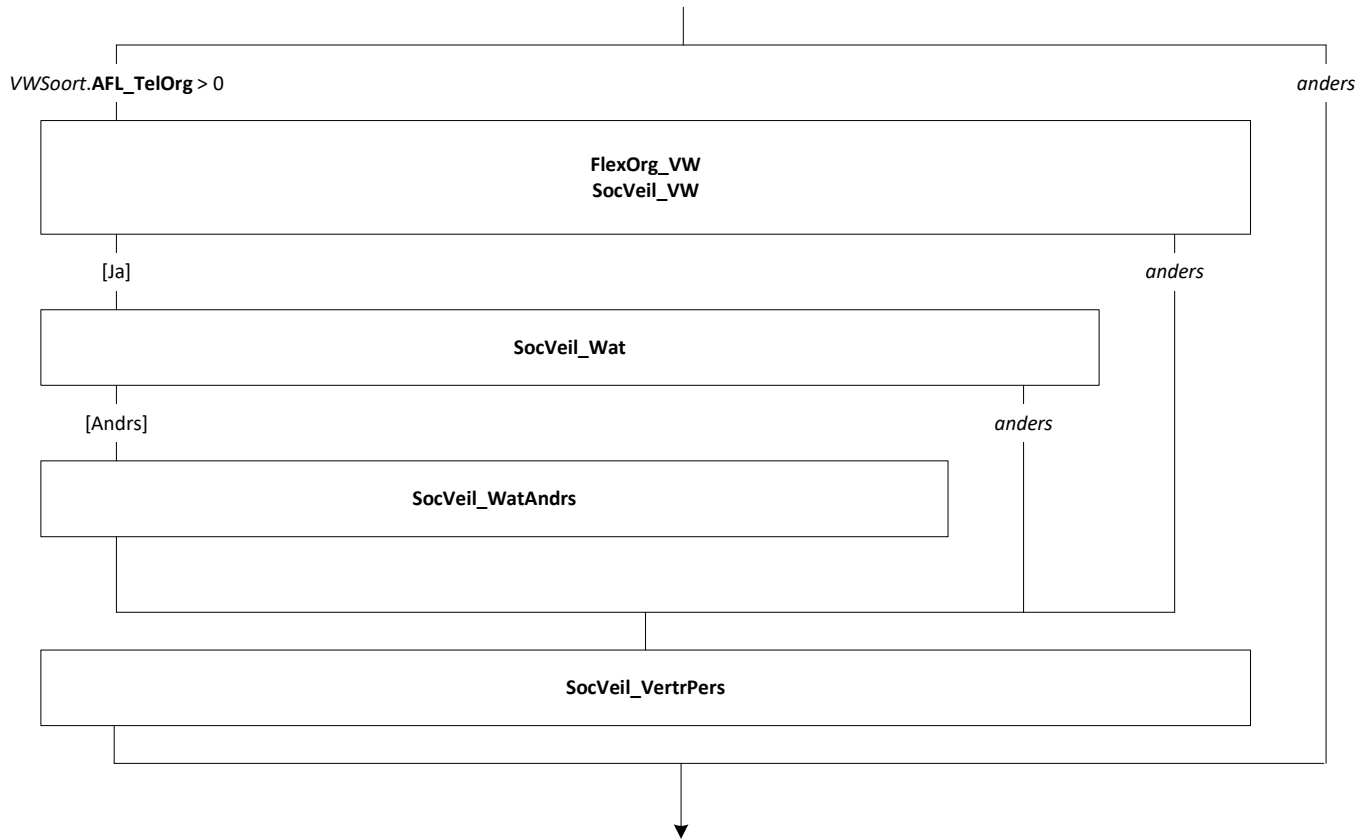 VWSoort.AFL_TelOrg > 0
anders
FlexOrg_VW
SocVeil_VW
[Ja]
anders
SocVeil_Wat
[Andrs]
anders
SocVeil_WatAndrs
SocVeil_VertrPers